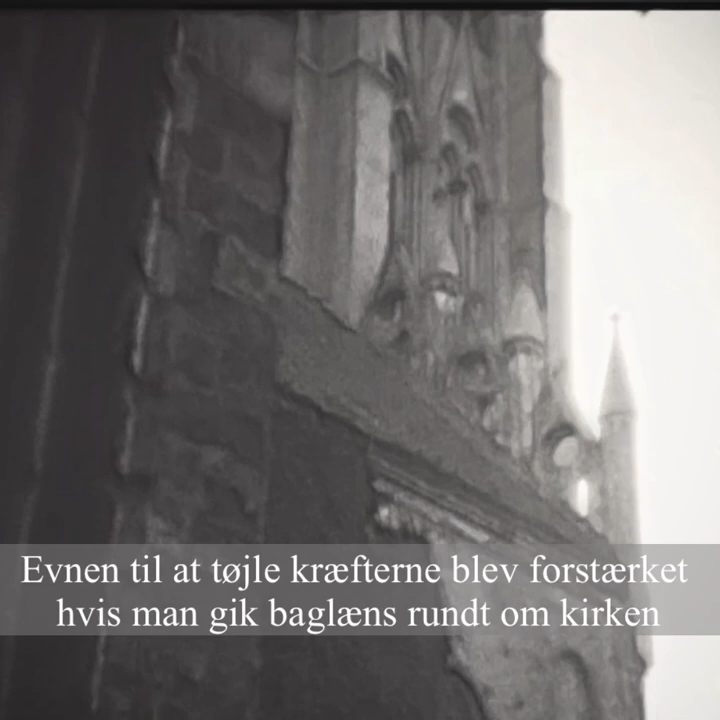 Evnen til at tøjle kræfterne blev forstærket
hvis man gik baglæns rundt om kirken